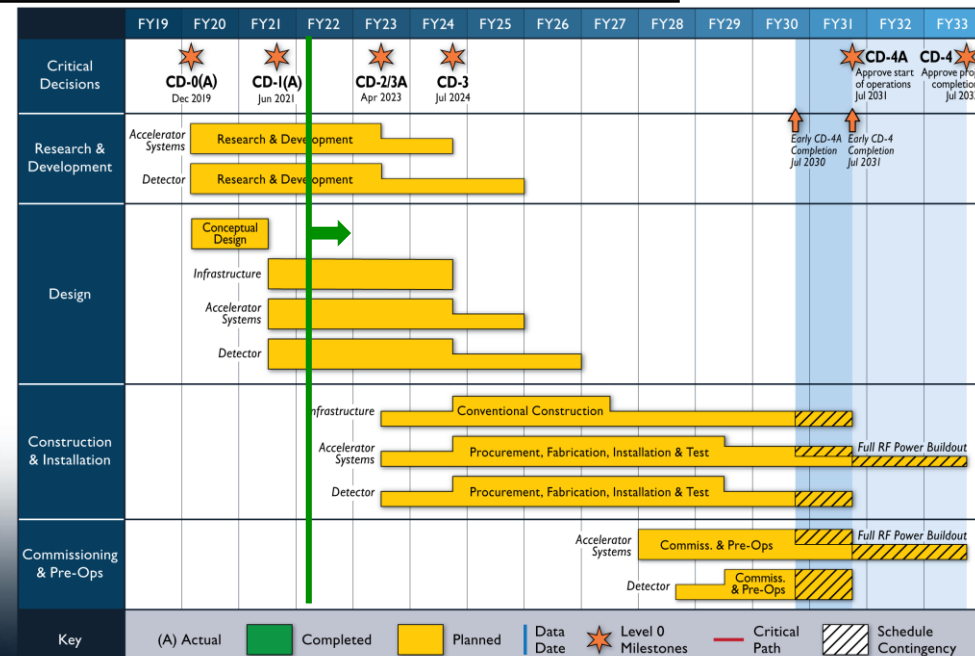 FY19 FY20 FY21 FY22 FY23 FY24 FY25 FY26 FY27 FY28 FY29 FY30 FY31 FY32 FY33
Critical
Decisions
CD-0(A)
Dec 2019
CD-1(A)
Jun 2021
CD-2/3A
Apr 2023
CD-3
Jul 2024
CD-4A
Approve start
of operations
Jul 2031
CD-4
Approve
completion
Jul
Early CD-4A
Completion
Jul 2030
Early CD-4
Completion
Jul 2031
Research &
Development
Accelerator
Systems
Research & Development
Detector
Research & Development
Design
Conceptual
Design
Infrastructure
Accelerator
Systems
Detector
Construction
& Installation
nfrastructure
Conventional Construction
Accelerator
Systems
Procurement, Fabrication, Installation & Test
Full RF Power Buildout
Detector
Procurement, Fabrication, Installation & Test
Commissioning
& Pre-Ops
Accelerator
Systems
Commiss. & Pre-Ops
Full RF Power Buildout
Detector
Commiss.
& Pre-Ops
Key
(A) Actual
Completed
Planned
Data
Date
Level 0
Milestones
Critical
Path
Schedule
Contingency